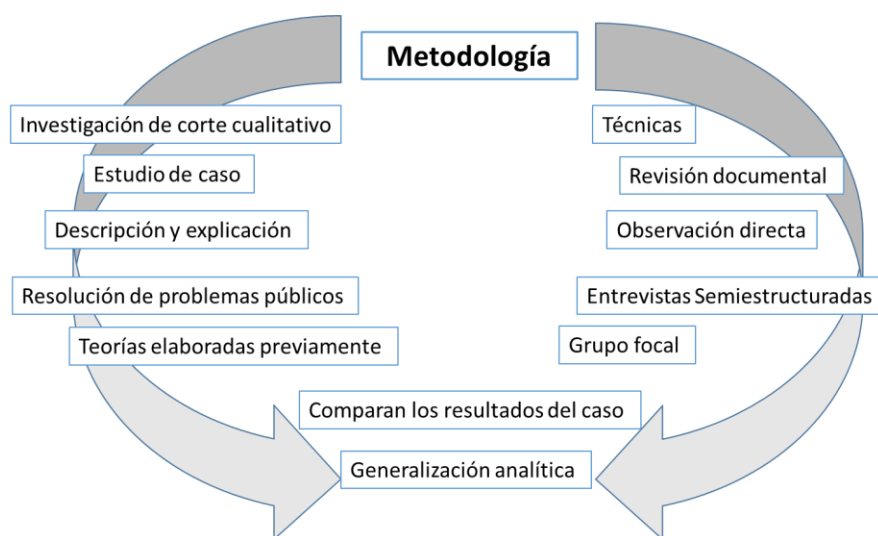 Metodología
Investigación de corte cualitativo
Estudio de caso
Descripción y explicación
Resolución de problemas públicos
Teorías elaboradas previamente
Técnicas
Revisión documental
Observación directa
Entrevistas Semiestructuradas
Grupo focal
Comparan los resultados del caso
Generalización analítica